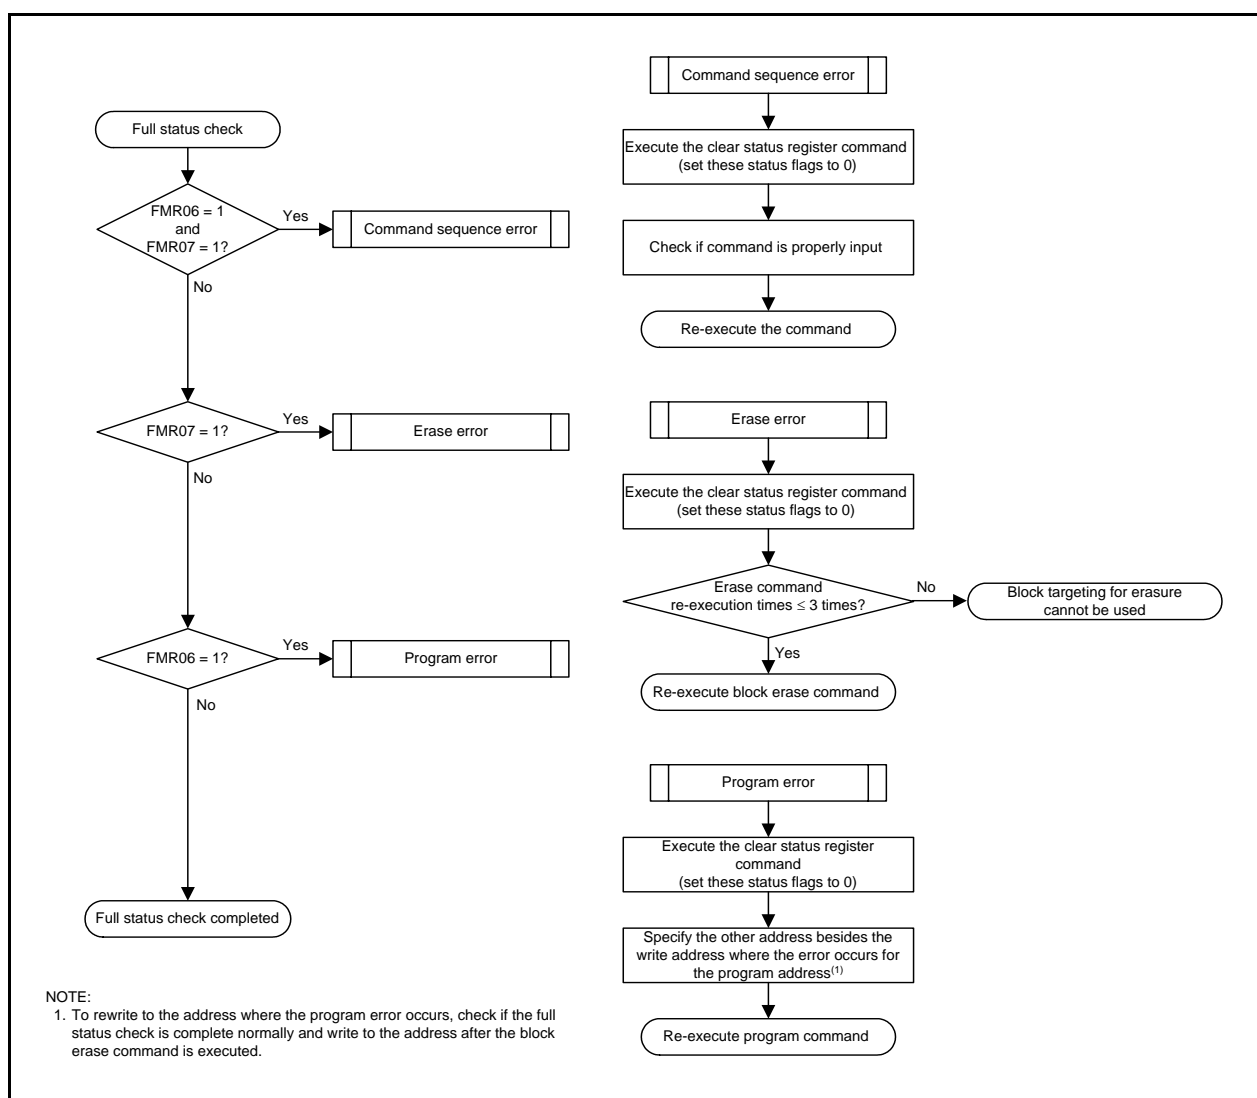 Full status check
FMR06 = 1
and
FMR07 = 1?
Yes
Command sequence error
No
FMR07 = 1?
Yes
Erase error
No
FMR06 = 1?
Yes
Program error
No
Full status check completed
NOTE:
1. To rewrite to the address where the program error occurs, check if the full
status check is complete normally and write to the address after the block
erase command is executed.
Command sequence error
Execute the clear status register command
(set these status flags to 0)
Check if command is properly input
Re-execute the command
Erase error
Execute the clear status register command
(set these status flags to 0)
Erase command
re-execution times ≤ 3 times?
No
Block targeting for erasure
cannot be used
Yes
Re-execute block erase command
Program error
Execute the clear status register
command
(set these status flags to 0)
Specify the other address besides the
write address where the error occurs for
the program address(1)
Re-execute program command